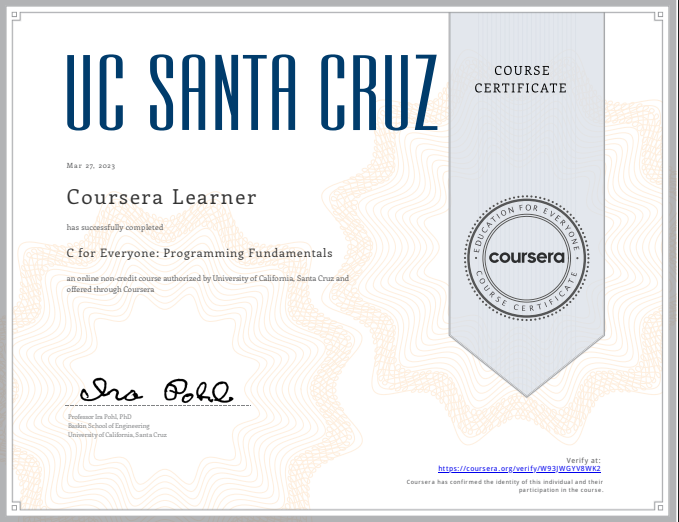 UC SANTA CRUZ
COURSE
CERTIFICATE
Mar 27, 2023
Coursera Learner
has successfully completed
C for Everyone: Programming Fundamentals
an online non-credit course authorized by University of California, Santa Cruz and
offered through Coursera
EDUCATION FOR EVERYONE
coursera
COURSE CERTIFICATE
Ira Pohl
Professor Ira Pohl, PhD
Baskin School of Engineering
University of California, Santa Cruz
Verify at:
https://coursera.org/verify/W93JWGYV8WK2
Coursera has confirmed the identity of this individual and their
participation in the course.